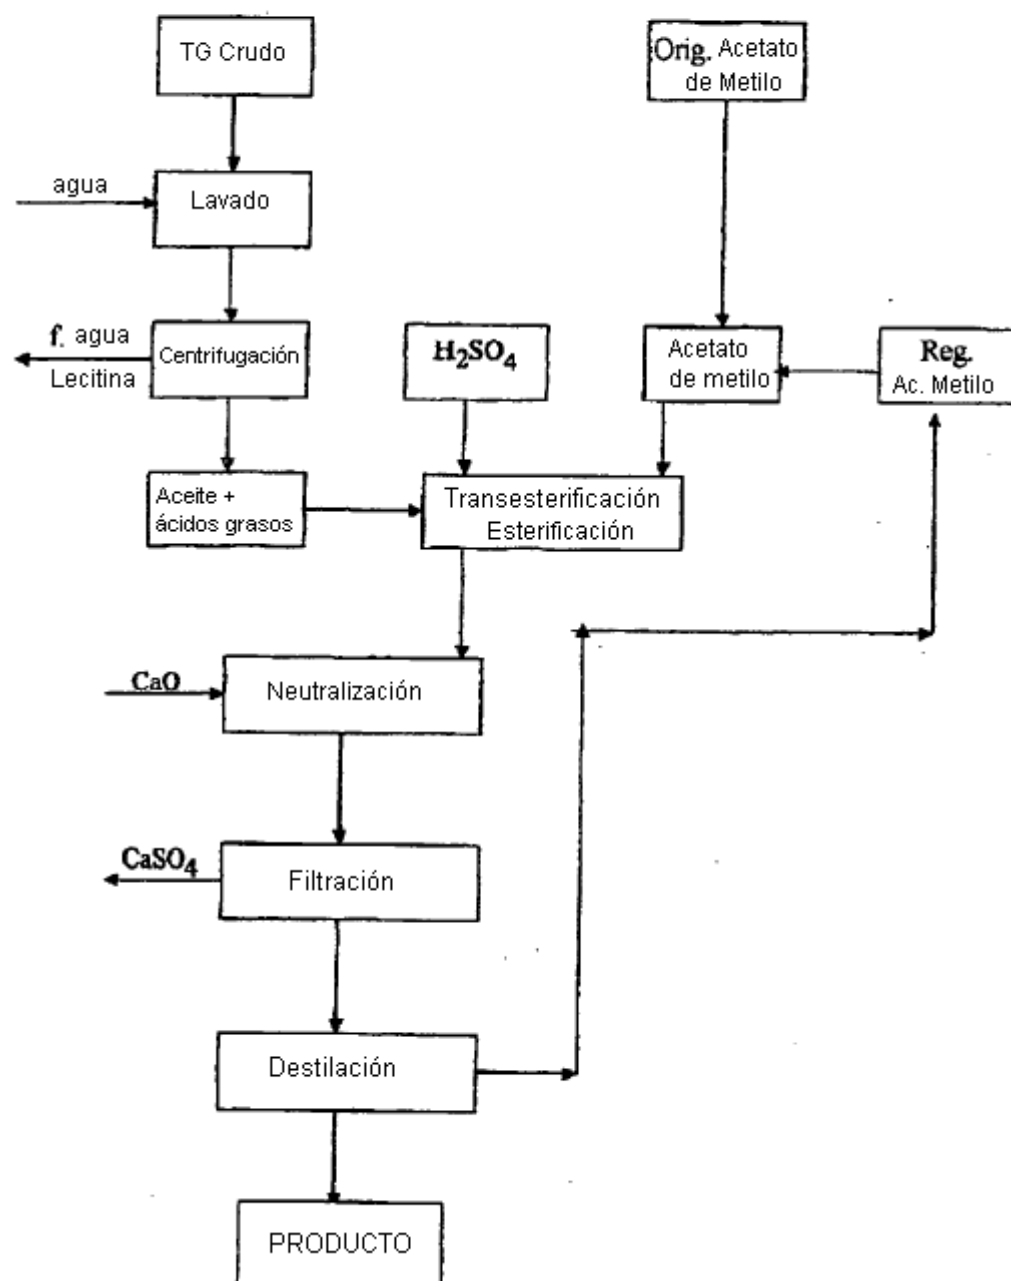 TG Crudo
Orig. Acetato
de Metilo
agua
Lavado
f. agua
Lecitina
Centrifugación
H₂SO₄
Acetato
de metilo
Reg.
Ac. Metilo
Aceite +
ácidos grasos
Transesterificación
Esterificación
CaO
Neutralización
CaSO₄
Filtración
Destilación
PRODUCTO